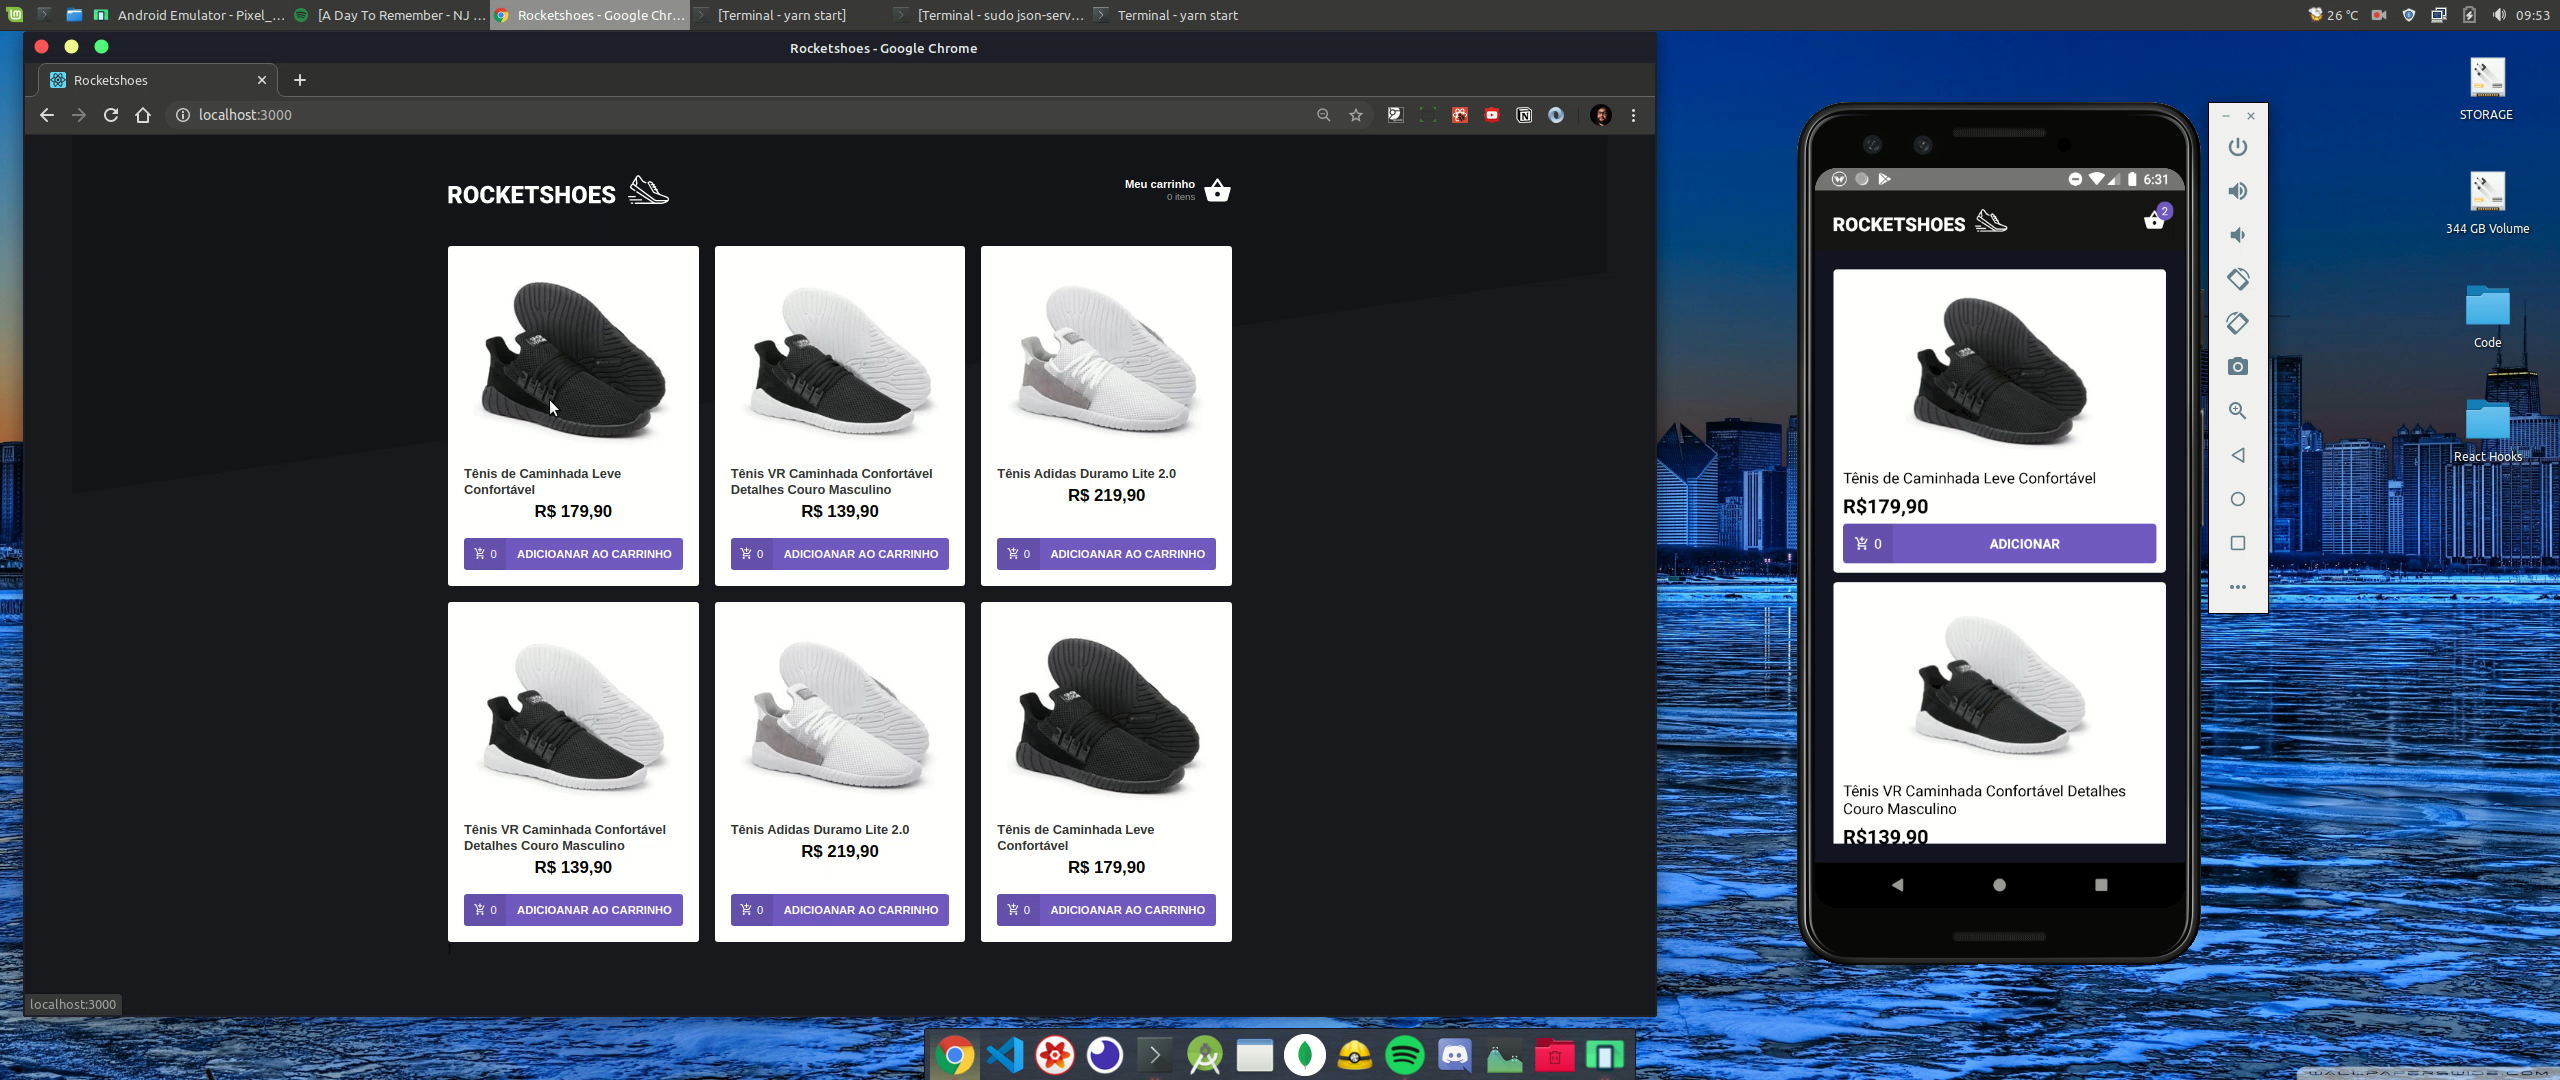 Android Emulator - Pixel_...
[A Day To Remember - NJ ...
Rocketshoes - Google Chr...
[Terminal - yarn start]
[Terminal - sudo json-serv...
Terminal - yarn start
26 °C
09:53
Rocketshoes - Google Chrome
Rocketshoes
localhost:3000
ROCKETSHOES
Meu carrinho
0 itens
Tênis de Caminhada Leve
Confortável
R$ 179,90
0 ADICIOANAR AO CARRINHO
Tênis VR Caminhada Confortável
Detalhes Couro Masculino
R$ 139,90
0 ADICIOANAR AO CARRINHO
Tênis Adidas Duramo Lite 2.0
R$ 219,90
0 ADICIOANAR AO CARRINHO
Tênis VR Caminhada Confortável
Detalhes Couro Masculino
R$ 139,90
0 ADICIOANAR AO CARRINHO
Tênis Adidas Duramo Lite 2.0
R$ 219,90
0 ADICIOANAR AO CARRINHO
Tênis de Caminhada Leve
Confortável
R$ 179,90
0 ADICIOANAR AO CARRINHO
localhost:3000
6:31
ROCKETSHOES
2
Tênis de Caminhada Leve Confortável
R$179,90
0 ADICIONAR
Tênis VR Caminhada Confortável Detalhes
Couro Masculino
R$139,90
STORAGE
344 GB Volume
Code
React Hooks
WALLPAPERSWIDE.COM